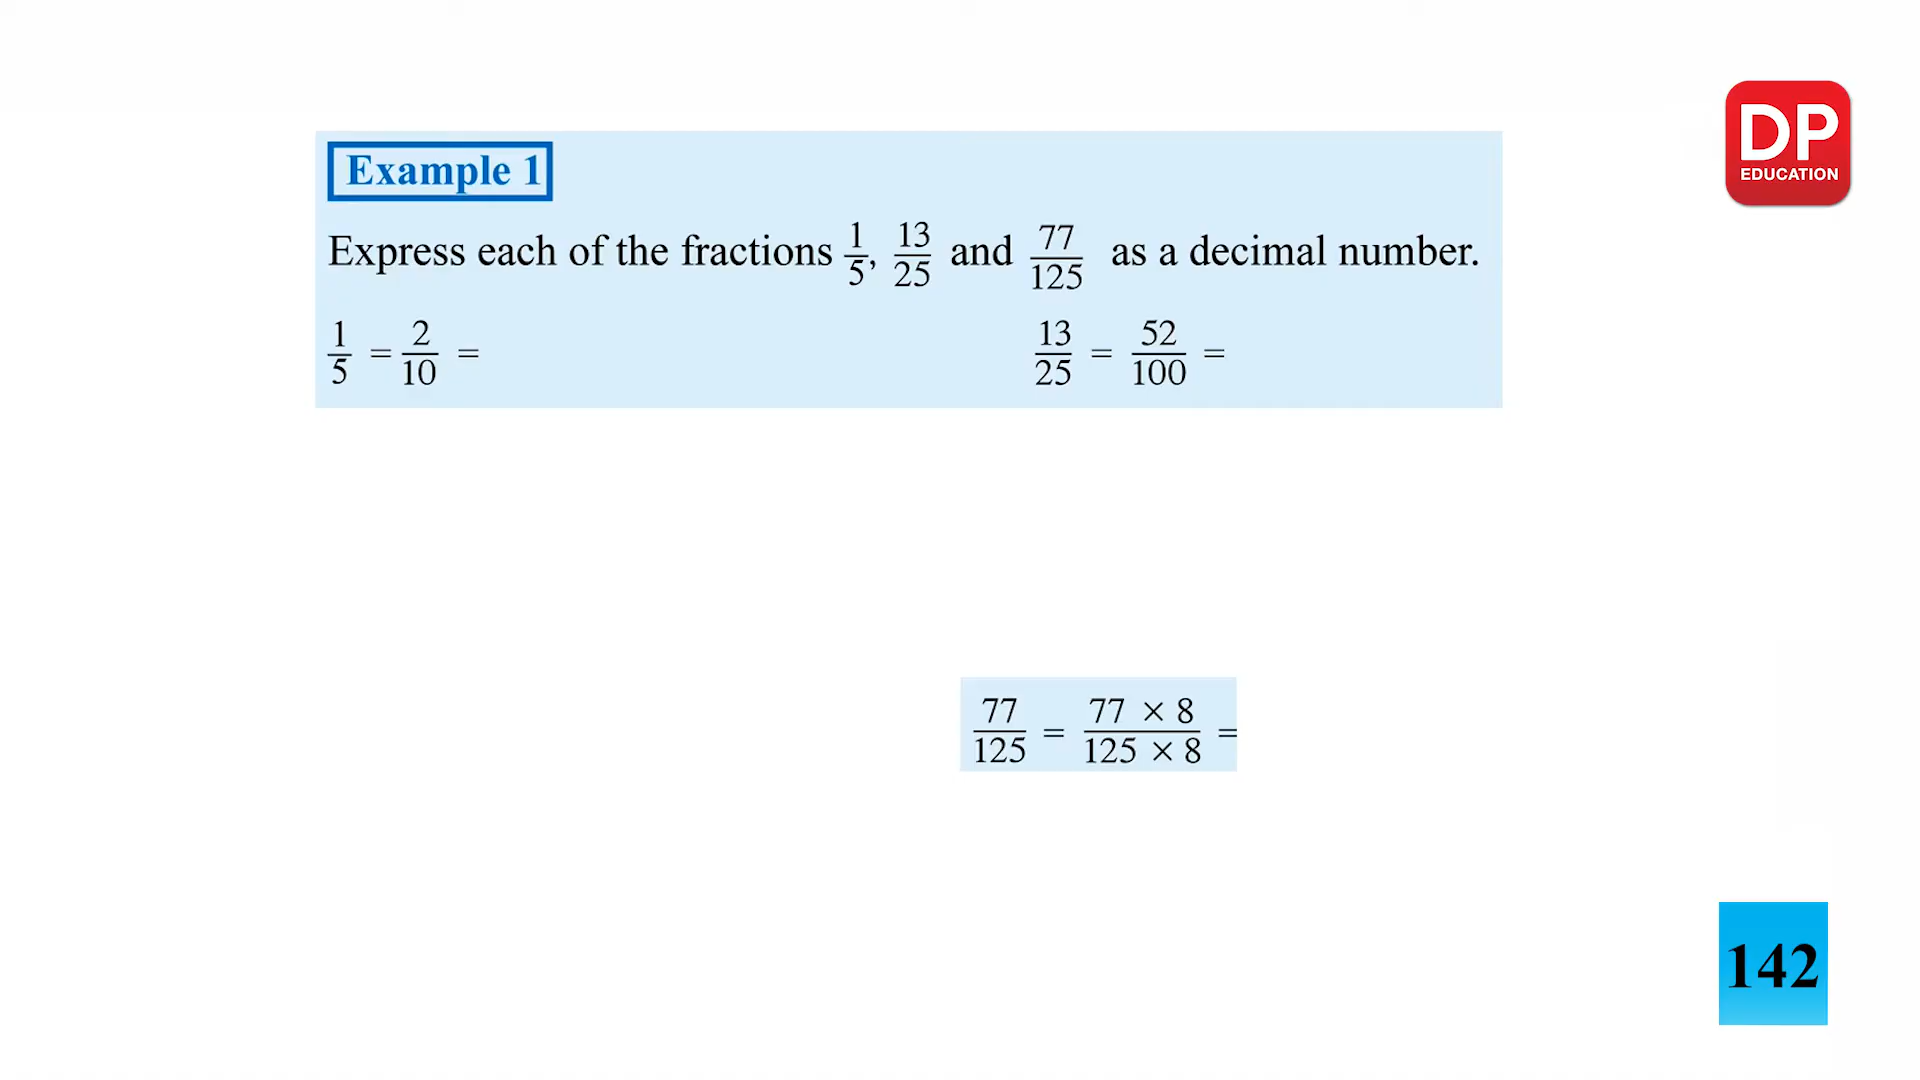 DP
EDUCATION
Example 1
Express each of the fractions 1/5, 13/25 and 77/125 as a decimal number.
1/5 = 2/10 =
13/25 = 52/100 =
77/125 = 77 × 8/125 × 8 =
142